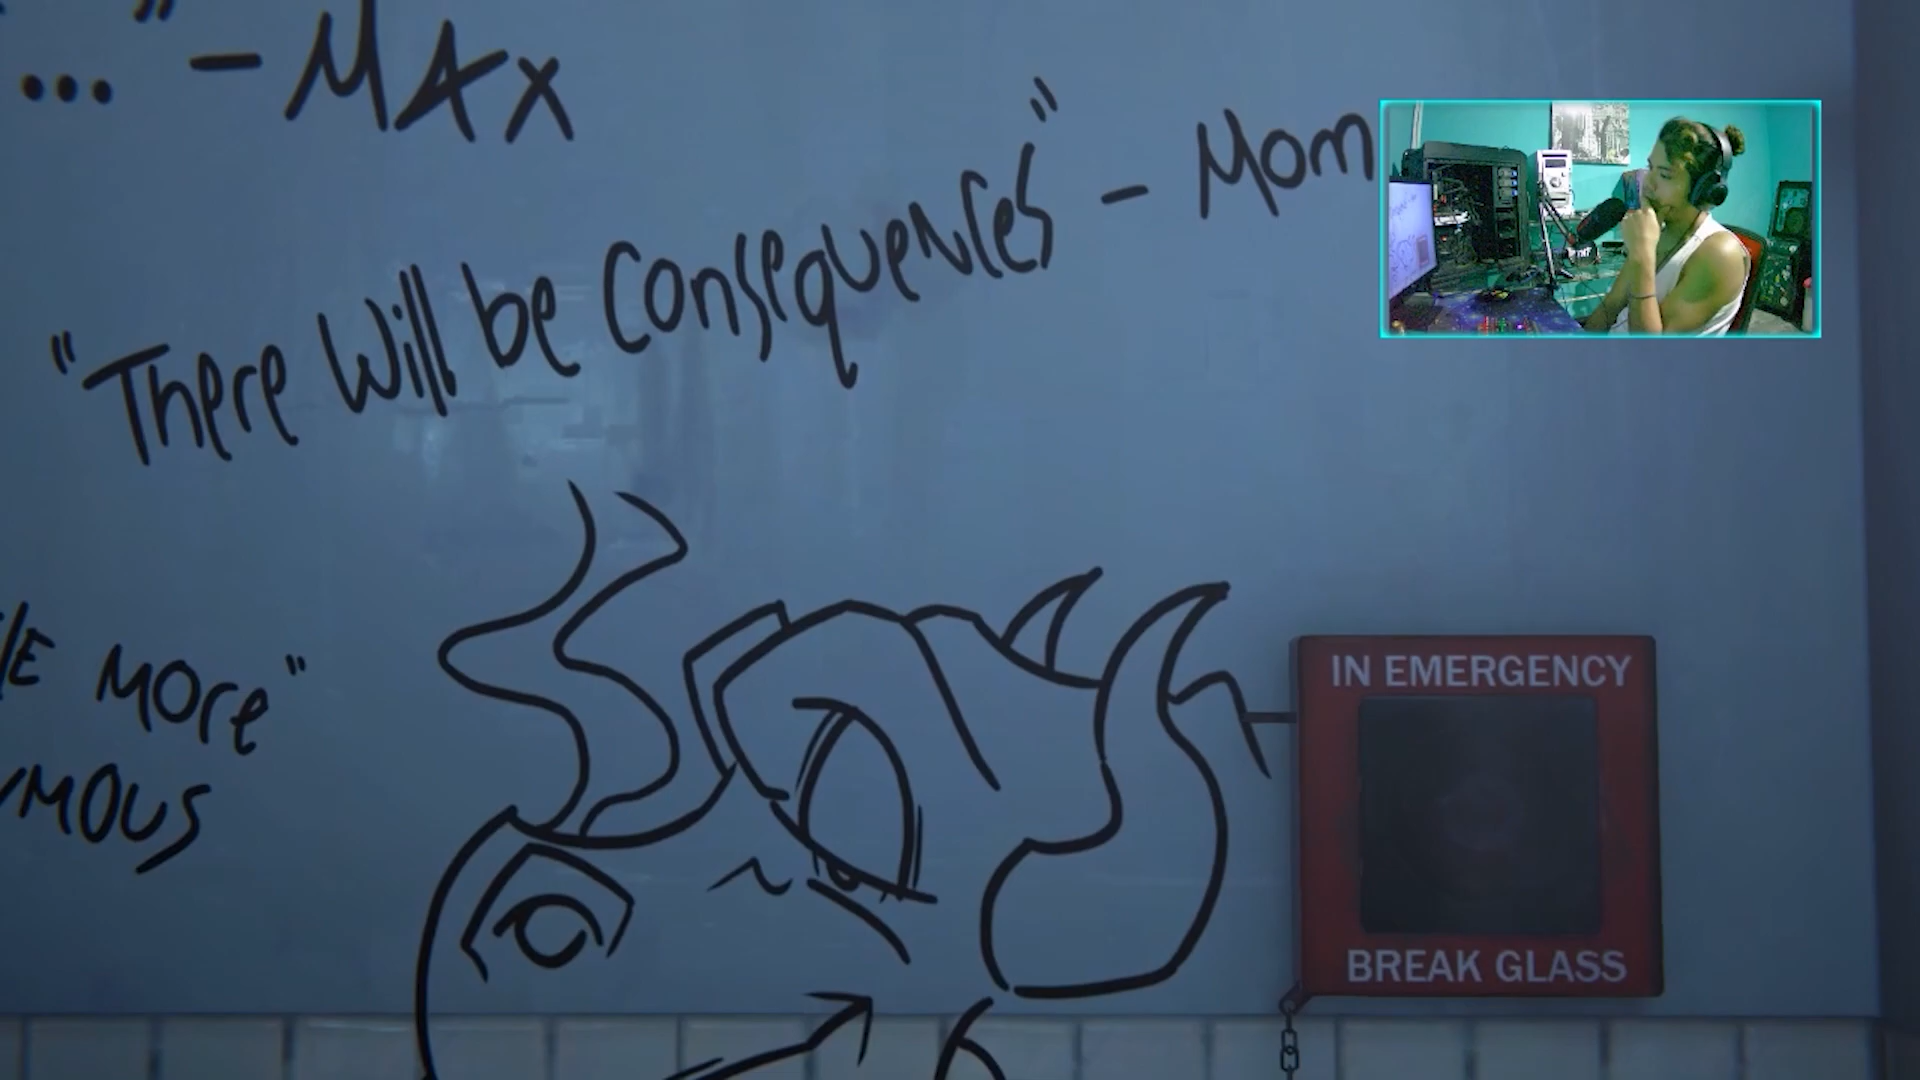 ..." - MAx
"There Will be Consequences" - Mom
MOre"
IN EMERGENCY
BREAK GLASS